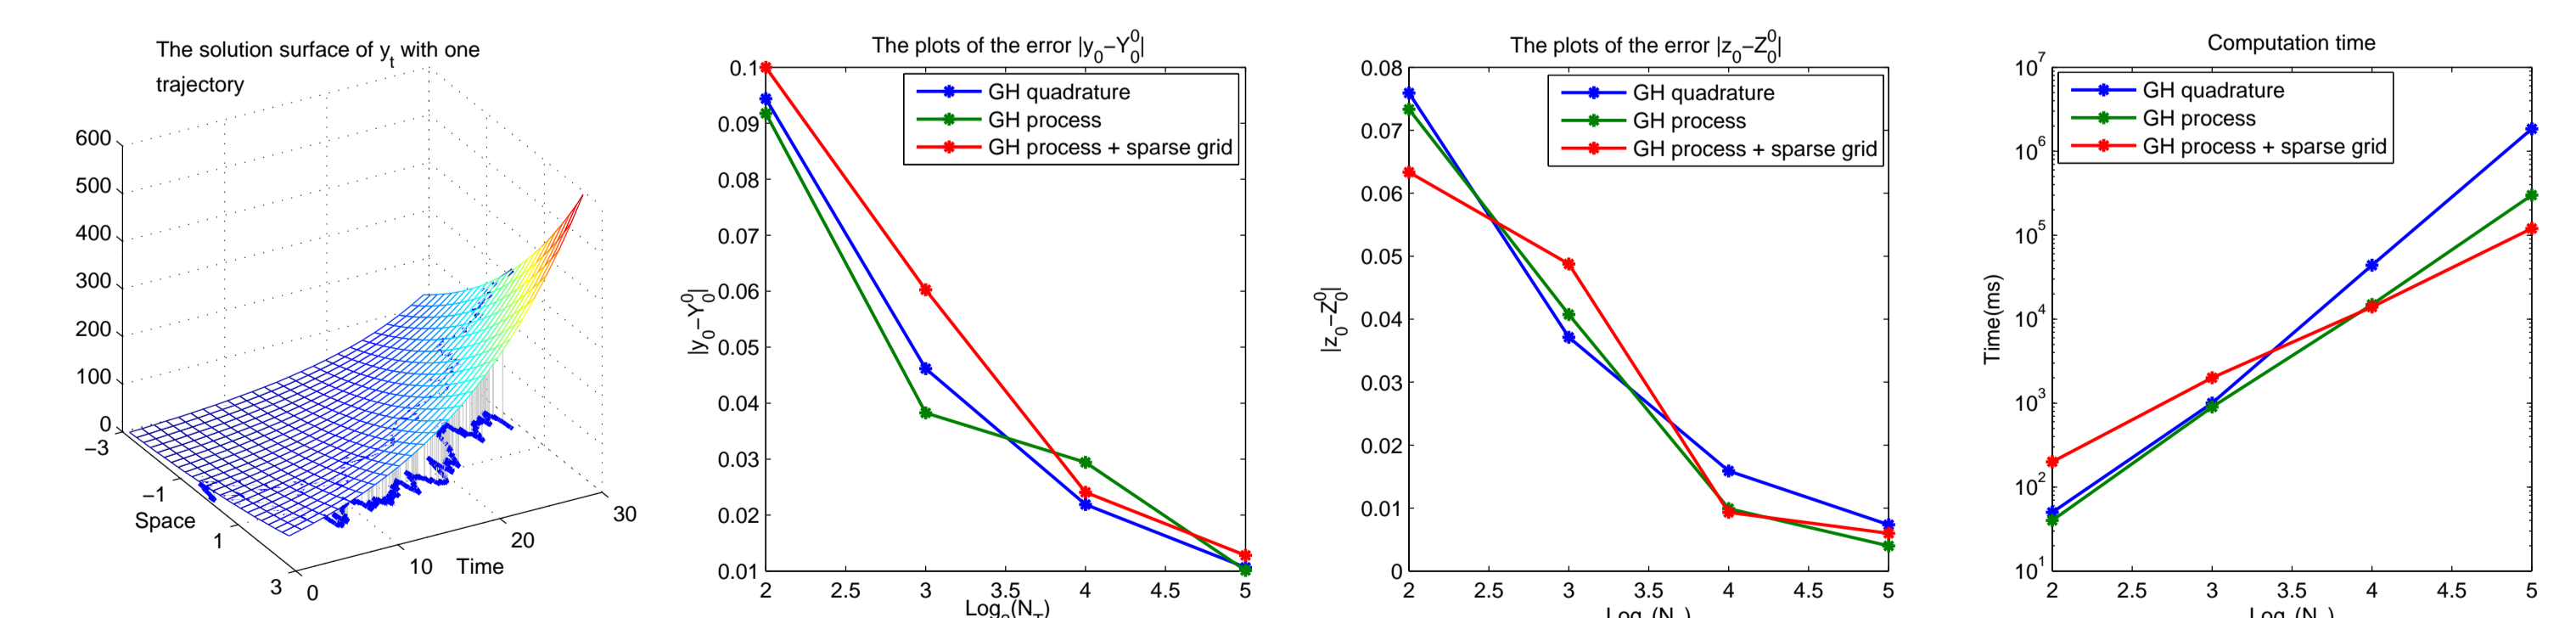 The solution surface of y_t with one
trajectory
600
500
400
300
200
100
0
−3
−1
Space
1
3
0
10
Time
20
30
The plots of the error |y_0−Y_0^0|
GH quadrature
GH process
GH process + sparse grid
|y_0−Y_0^0|
0.1
0.09
0.08
0.07
0.06
0.05
0.04
0.03
0.02
0.01
2 2.5 3 3.5 4 4.5 5
The plots of the error |z_0−Z_0^0|
GH quadrature
GH process
GH process + sparse grid
|z_0−Z_0^0|
0.08
0.07
0.06
0.05
0.04
0.03
0.02
0.01
0
2 2.5 3 3.5 4 4.5 5
Computation time
GH quadrature
GH process
GH process + sparse grid
Time(ms)
10^7
10^6
10^5
10^4
10^3
10^2
10^1
2 2.5 3 3.5 4 4.5 5